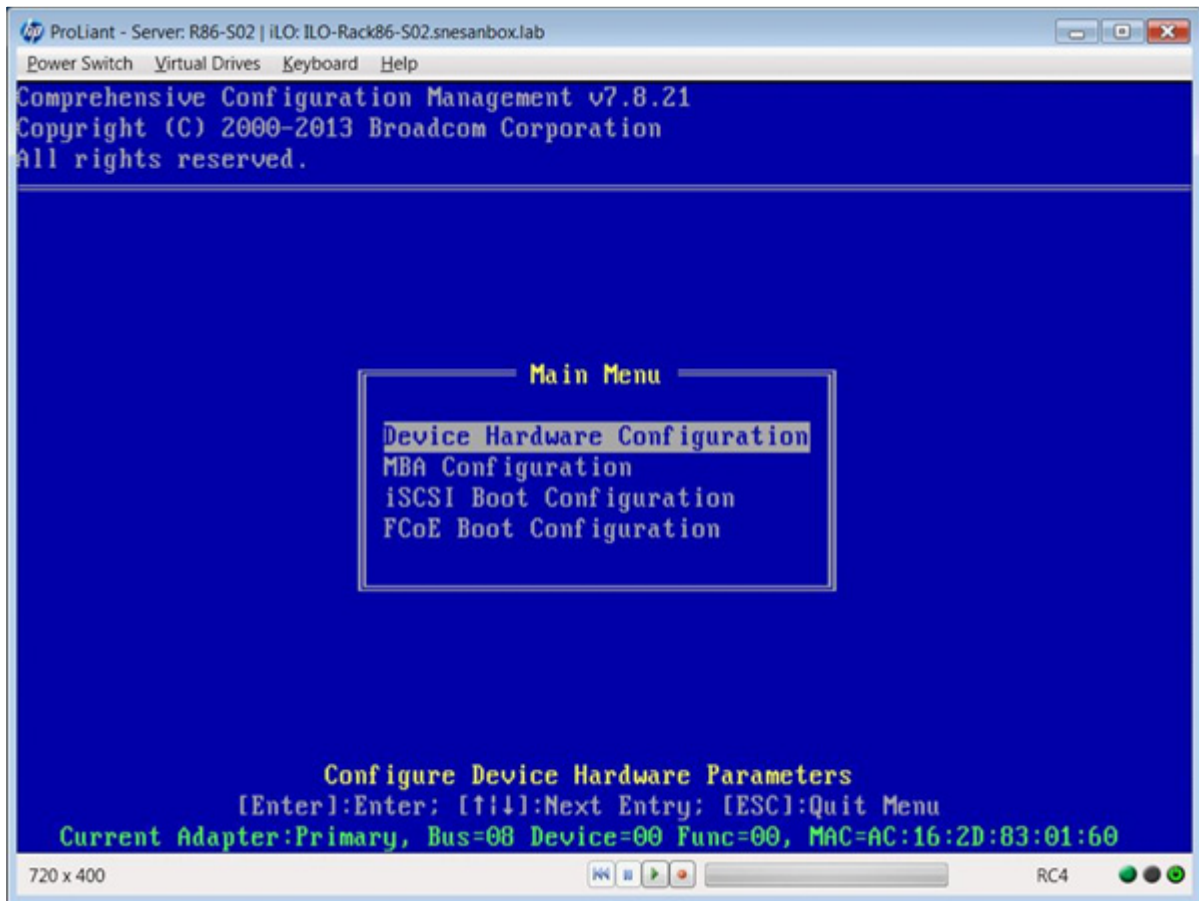 ProLiant - Server: R86-S02 | iLO: ILO-Rack86-S02.snesanbox.lab
Power Switch Virtual Drives Keyboard Help
Comprehensive Configuration Management v7.8.21
Copyright (C) 2000-2013 Broadcom Corporation
All rights reserved.
Main Menu
Device Hardware Configuration
MBA Configuration
iSCSI Boot Configuration
FCoE Boot Configuration
Configure Device Hardware Parameters
[Enter]:Enter; [↑|↓]:Next Entry; [ESC]:Quit Menu
Current Adapter:Primary, Bus=08 Device=00 Func=00, MAC=AC:16:2D:83:01:60
720 x 400 RC4